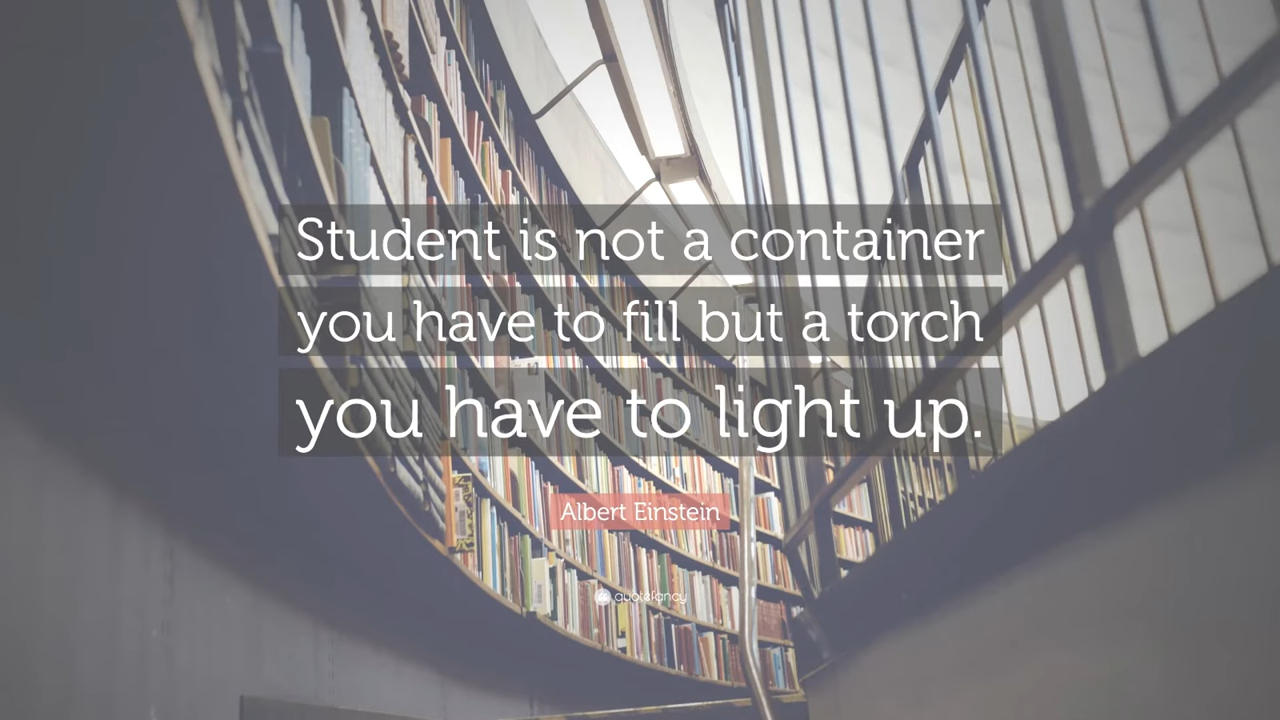 Student is not a container
you have to fill but a torch
you have to light up.
Albert Einstein
quotefancy